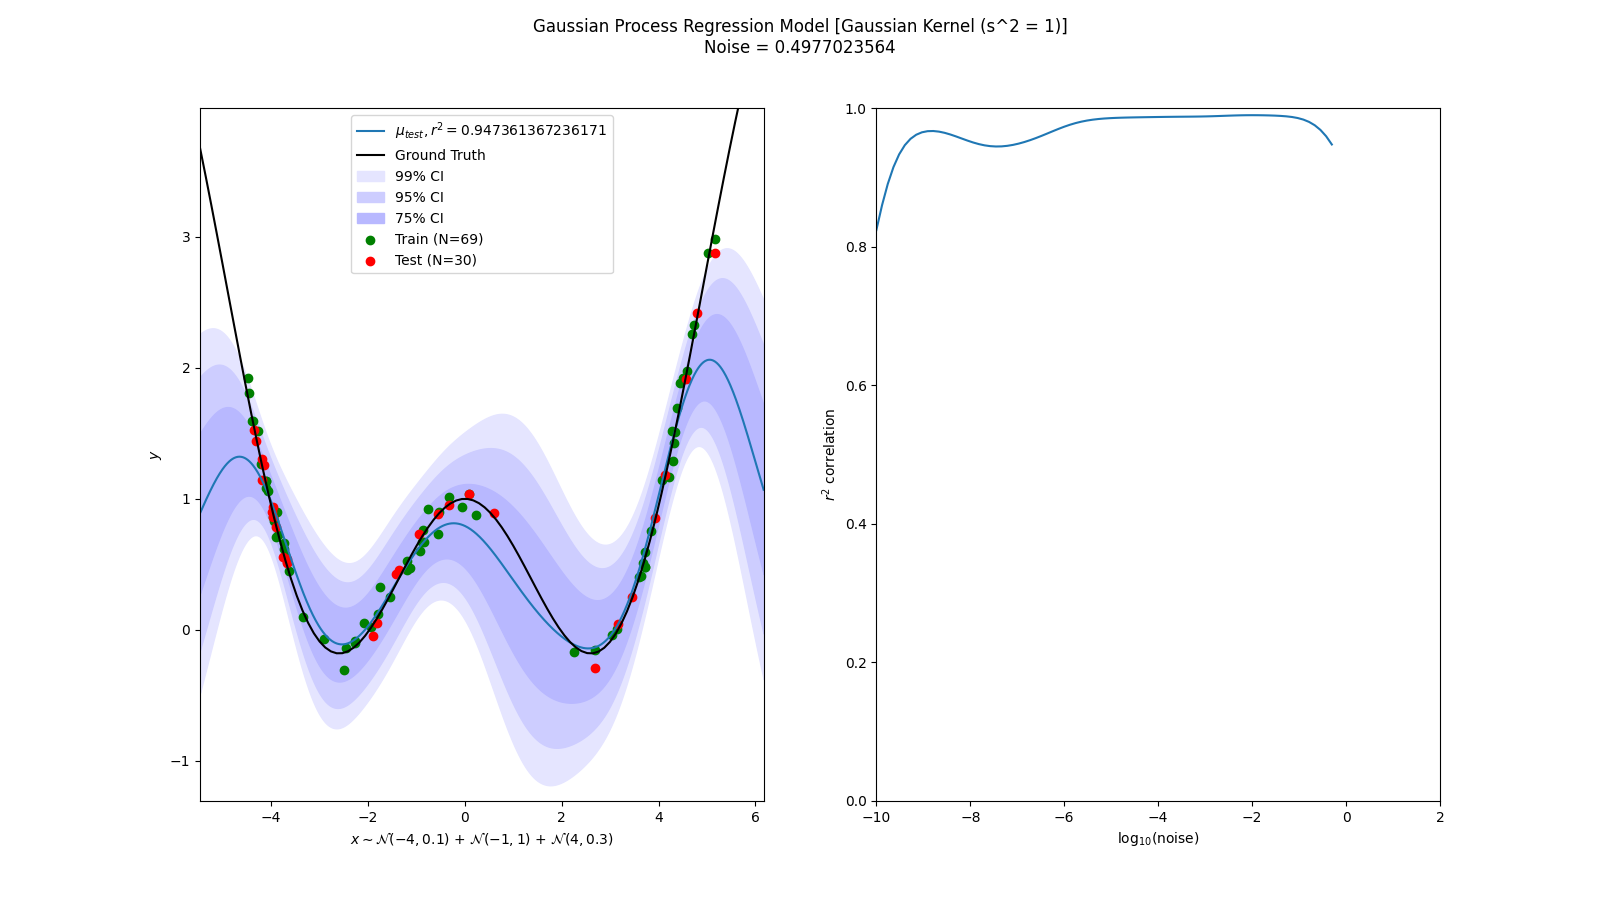 Gaussian Process Regression Model [Gaussian Kernel (s^2 = 1)]
Noise = 0.4977023564
μ_test, r² = 0.947361367236171
Ground Truth
99% CI
95% CI
75% CI
Train (N=69)
Test (N=30)
3
2
1
0
−1
y
−4 −2 0 2 4 6
x ~ 𝒩(−4, 0.1) + 𝒩(−1, 1) + 𝒩(4, 0.3)
1.0
0.8
0.6
0.4
0.2
0.0
r² correlation
−10 −8 −6 −4 −2 0 2
log₁₀(noise)